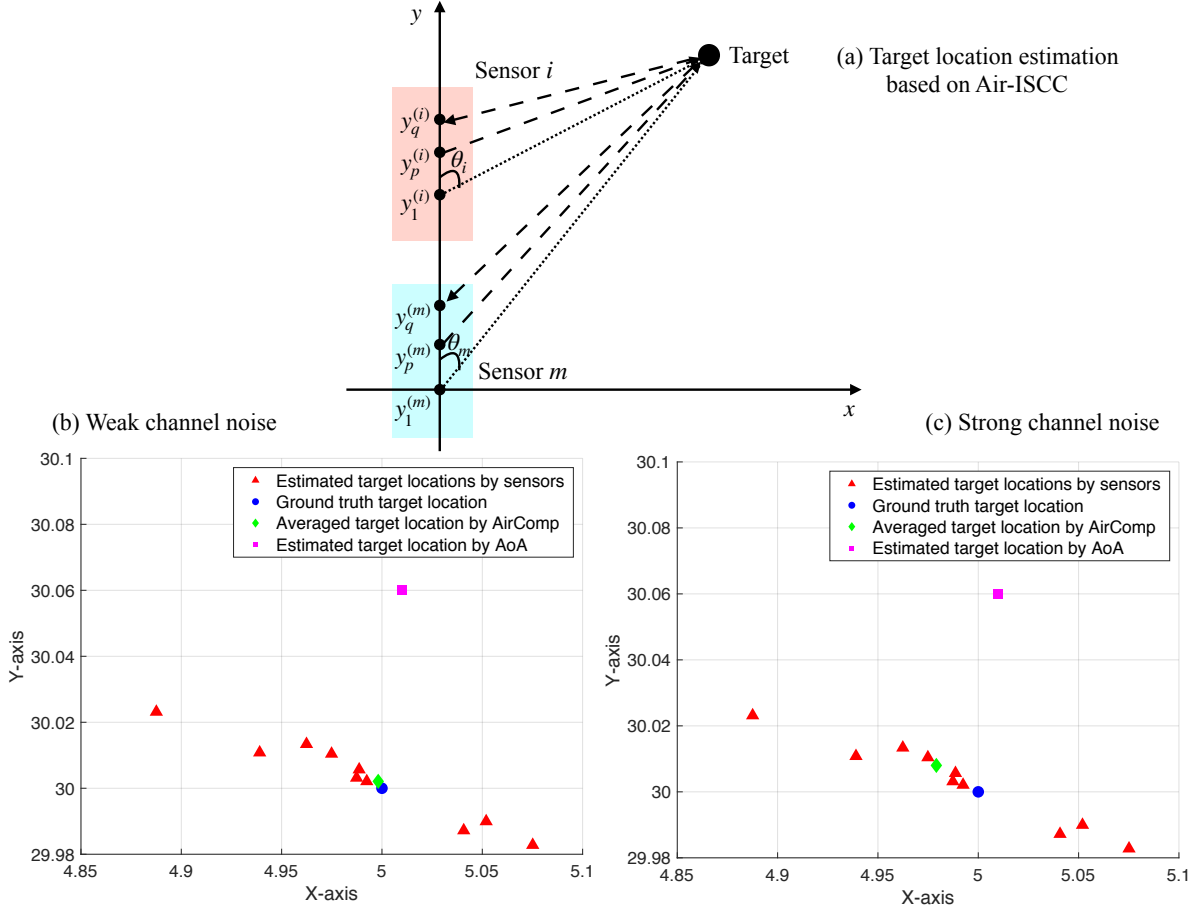 y
Target
(a) Target location estimation
based on Air-ISCC
Sensor i
y_q^(i)
y_p^(i)
θ_i
y_1^(i)
y_q^(m)
y_p^(m)
θ_m
Sensor m
y_1^(m)
x
(b) Weak channel noise
30.1
30.08
30.06
30.04
30.02
30
29.98
Y-axis
Estimated target locations by sensors
Ground truth target location
Averaged target location by AirComp
Estimated target location by AoA
4.85 4.9 4.95 5 5.05 5.1
X-axis
(c) Strong channel noise
30.1
30.08
30.06
30.04
30.02
30
29.98
Y-axis
Estimated target locations by sensors
Ground truth target location
Averaged target location by AirComp
Estimated target location by AoA
4.85 4.9 4.95 5 5.05 5.1
X-axis